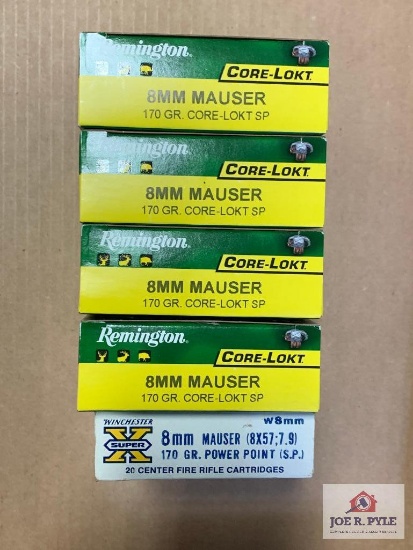 Remington
CORE-LOKT
8MM MAUSER
170 GR. CORE-LOKT SP
Remington
CORE-LOKT
8MM MAUSER
170 GR. CORE-LOKT SP
Remington
CORE-LOKT
8MM MAUSER
170 GR. CORE-LOKT SP
Remington
CORE-LOKT
8MM MAUSER
170 GR. CORE-LOKT SP
WINCHESTER
SUPER X
W8mm
8mm MAUSER (8X57;7.9)
170 GR. POWER POINT (S.P.)
20 CENTER FIRE RIFLE CARTRIDGES
JOE R. PYLE